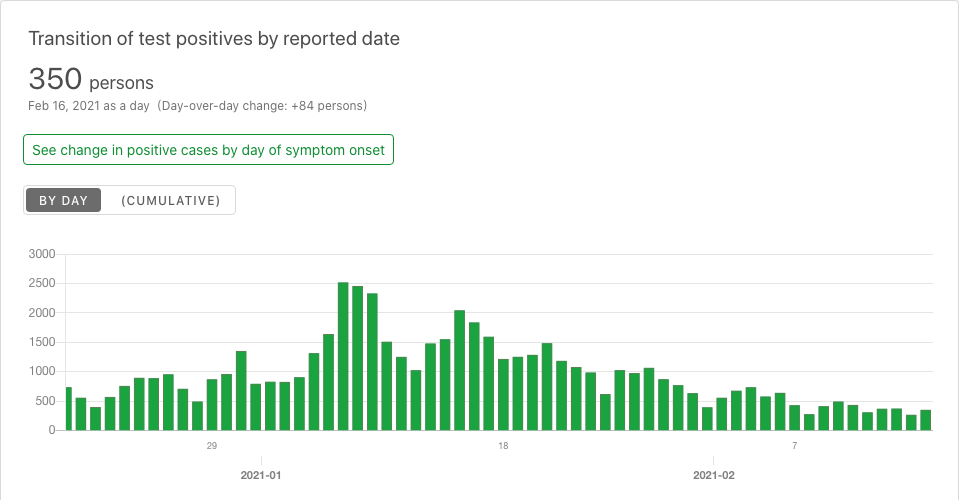 Transition of test positives by reported date
350 persons
Feb 16, 2021 as a day (Day-over-day change: +84 persons)
See change in positive cases by day of symptom onset
BY DAY (CUMULATIVE)
3000
2500
2000
1500
1000
500
0
29 18 7
2021-01 2021-02